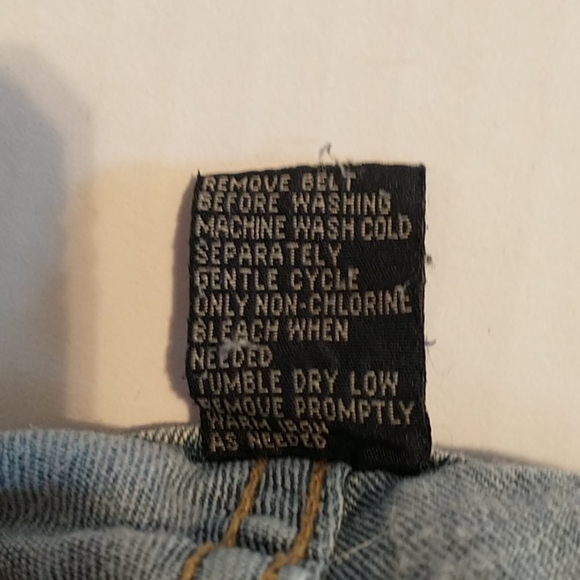 REMOVE BELT
BEFORE WASHING
MACHINE WASH COLD
SEPARATELY
GENTLE CYCLE
ONLY NON-CHLORINE
BLEACH WHEN
NEEDED
TUMBLE DRY LOW
REMOVE PROMPTLY
WARM IRON
AS NEEDED